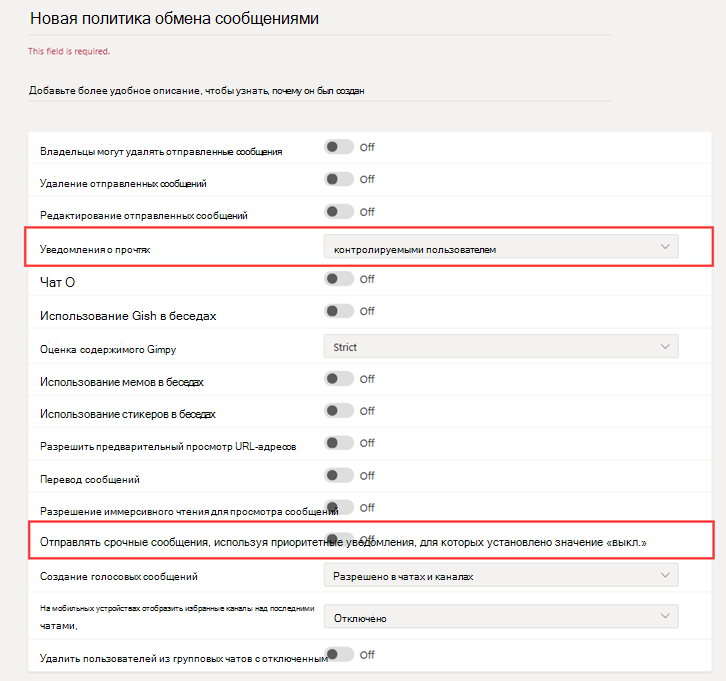 Новая политика обмена сообщениями
This field is required.
Добавьте более удобное описание, чтобы узнать, почему он был создан
Владельцы могут удалять отправленные сообщения Off
Удаление отправленных сообщений Off
Редактирование отправленных сообщений Off
Уведомления о прочтях контролируемыми пользователем
Чат О Off
Использование Gish в беседах Off
Оценка содержимого Gimpy Strict
Использование мемов в беседах Off
Использование стикеров в беседах Off
Разрешить предварительный просмотр URL-адресов Off
Перевод сообщений Off
Разрешение иммерсивного чтения для просмотра сообщений Off
Отправлять срочные сообщения, используя приоритетные уведомления, для которых установлено значение «выкл.» Off
Создание голосовых сообщений Разрешено в чатах и каналах
На мобильных устройствах отобразить избранные каналы над последними
чатами, Отключено
Удалить пользователей из групповых чатов с отключенным Off